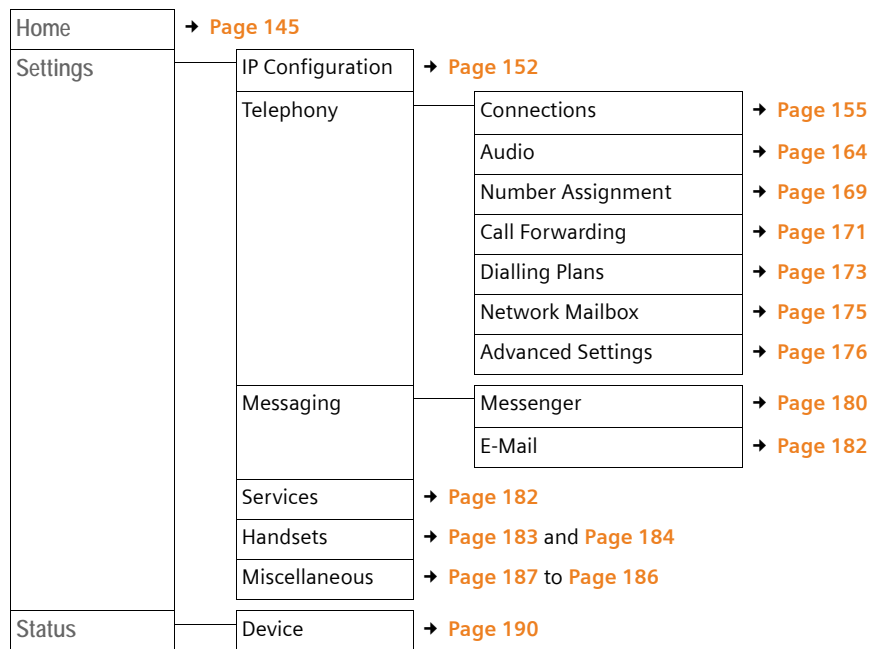 Home → Page 145
Settings IP Configuration → Page 152
Telephony Connections → Page 155
Audio → Page 164
Number Assignment → Page 169
Call Forwarding → Page 171
Dialling Plans → Page 173
Network Mailbox → Page 175
Advanced Settings → Page 176
Messaging Messenger → Page 180
E-Mail → Page 182
Services → Page 182
Handsets → Page 183 and Page 184
Miscellaneous → Page 187 to Page 186
Status Device → Page 190